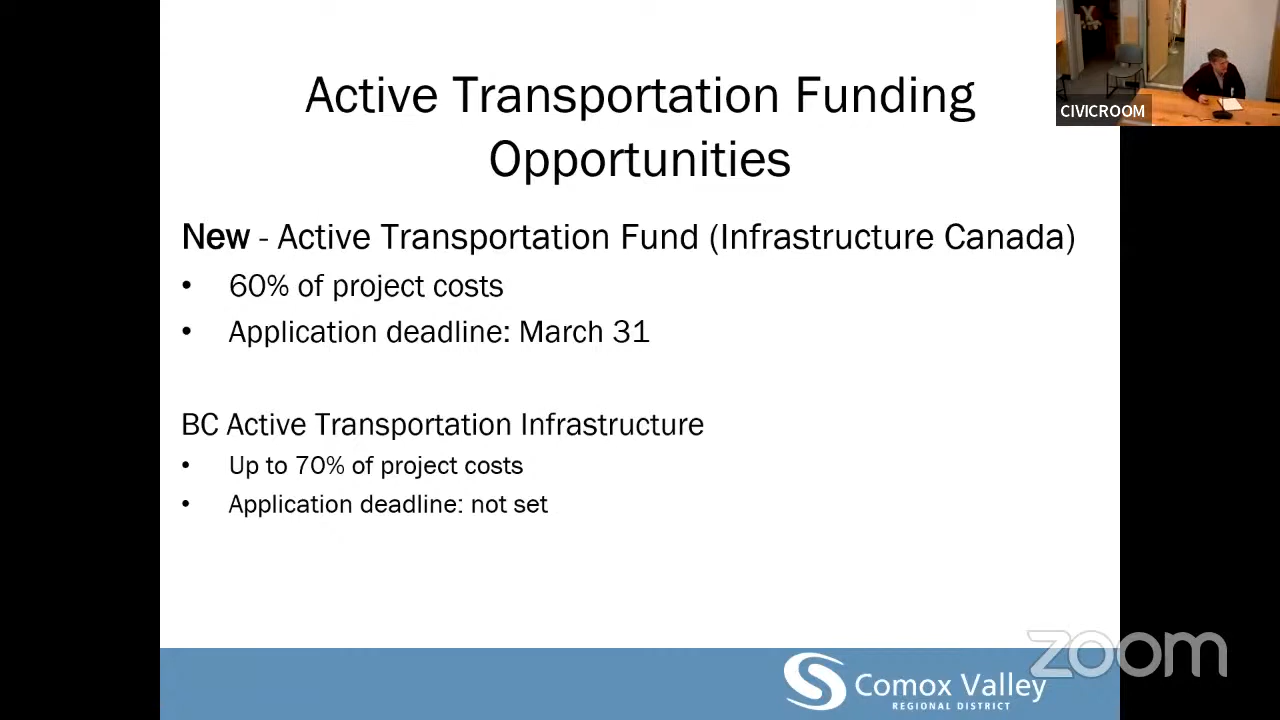 Active Transportation Funding
Opportunities
New - Active Transportation Fund (Infrastructure Canada)
• 60% of project costs
• Application deadline: March 31
BC Active Transportation Infrastructure
• Up to 70% of project costs
• Application deadline: not set
CIVICROOM
zoom
Comox Valley
REGIONAL DISTRICT